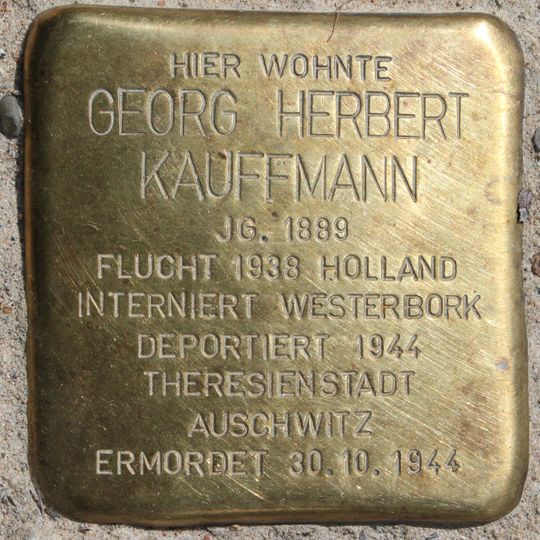 HIER WOHNTE
GEORG HERBERT
KAUFFMANN
JG. 1889
FLUCHT 1938 HOLLAND
INTERNIERT WESTERBORK
DEPORTIERT 1944
THERESIENSTADT
AUSCHWITZ
ERMORDET 30.10.1944